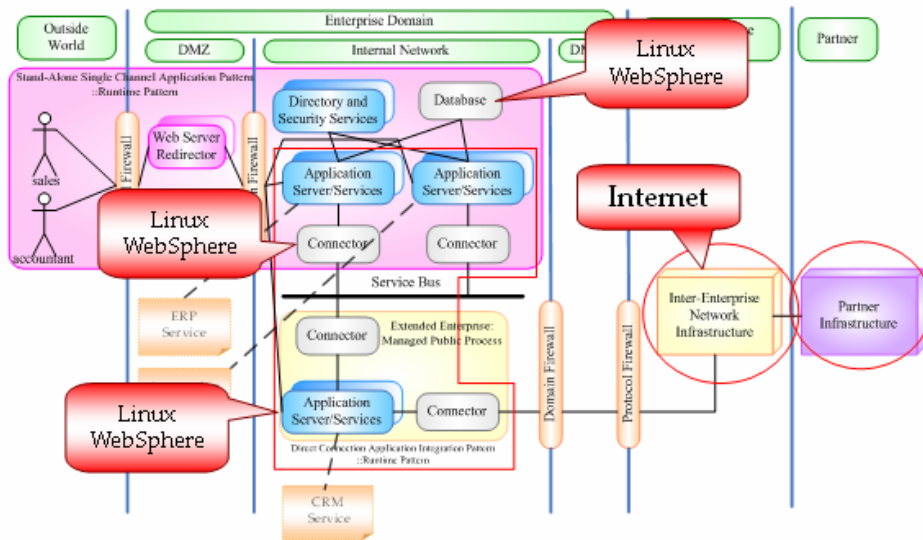 Enterprise Domain
Outside
World
DMZ
Internal Network
Partner
Stand-Alone Single Channel Application Pattern
::Runtime Pattern
Linux
WebSphere
Directory and
Security Services
Database
Web Server
Redirector
sales
accountant
Firewall
Application
Server/Services
Application
Server/Services
Linux
WebSphere
Connector
Connector
Internet
Service Bus
ERP
Service
Connector
Extended Enterprise:
Managed Public Process
Inter-Enterprise
Network
Infrastructure
Partner
Infrastructure
Domain Firewall
Protocol Firewall
Linux
WebSphere
Application
Server/Services
Connector
Direct Connection Application Integration Pattern
::Runtime Pattern
CRM
Service